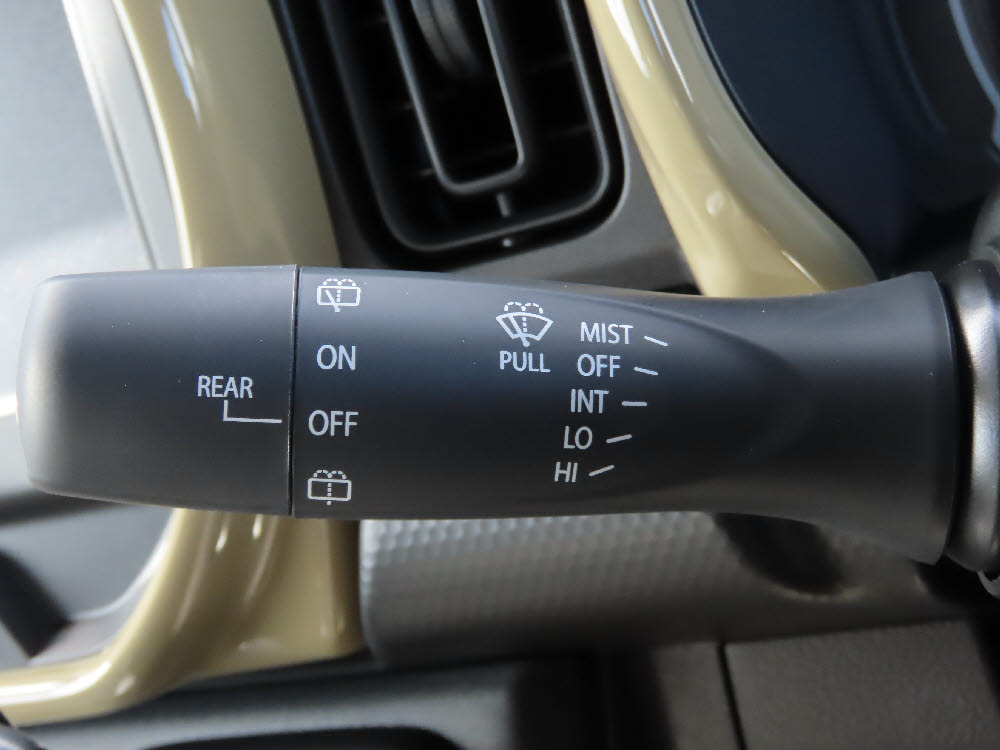 REAR
ON
OFF
PULL
MIST
OFF
INT
LO
HI